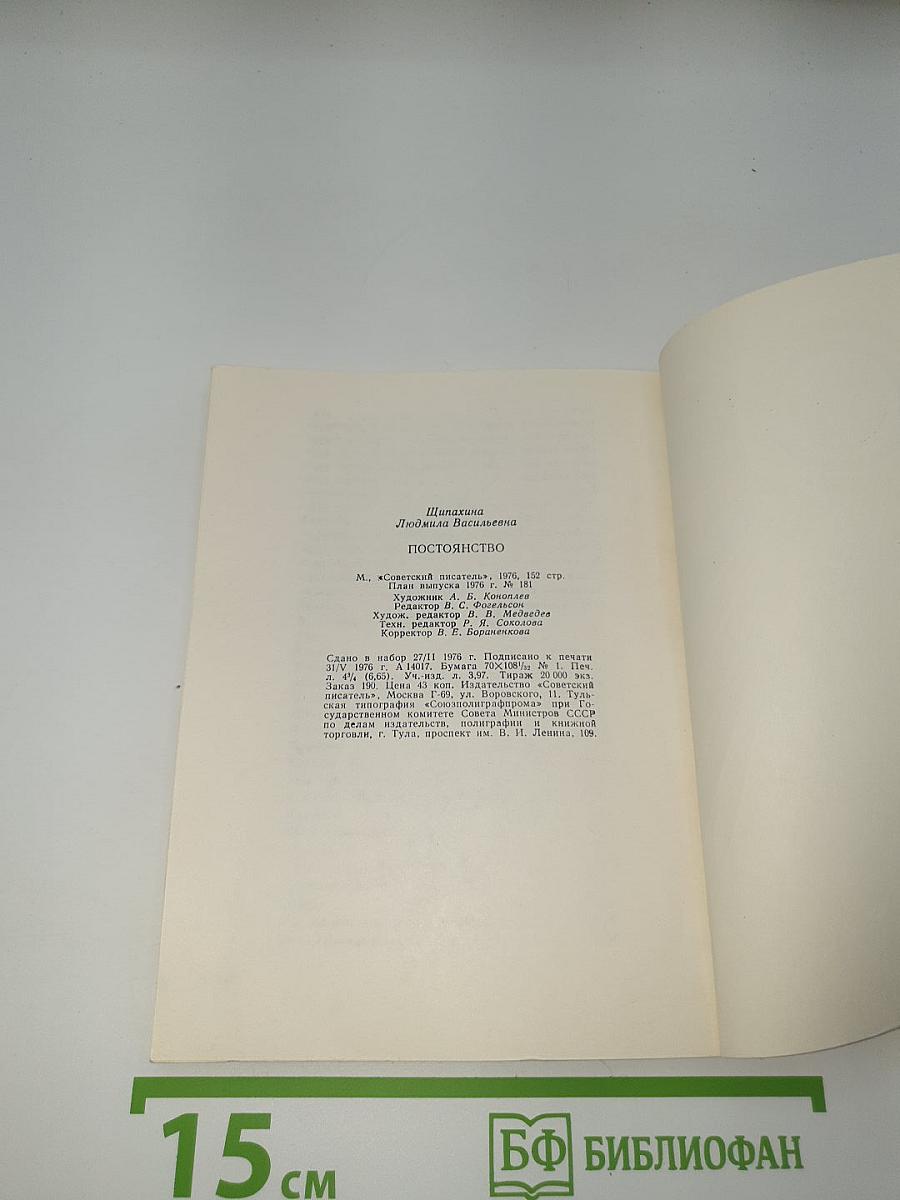 Щипахина
Людмила Васильевна
ПОСТОЯНСТВО
М., «Советский писатель», 1976, 152 стр.
План выпуска 1976 г. № 181
Художник А. Б. Коноплев
Редактор В. С. Фогельсон
Худож. редактор В. В. Медведев
Техн. редактор Р. Я. Соколова
Корректор В. Е. Бораненкова
Сдано в набор 27/II 1976 г. Подписано к печати
31/V 1976 г. А 14017. Бумага 70×108¹/₃₂ № 1. Печ.
л. 4³/₄ (6,65). Уч.-изд. л. 3,97. Тираж 20 000 экз.
Заказ 190. Цена 43 коп. Издательство «Советский
писатель», Москва Г-69, ул. Воровского, 11. Туль-
ская типография «Союзполиграфпрома» при Го-
сударственном комитете Совета Министров СССР
по делам издательств, полиграфии и книжной
торговли, г. Тула, проспект им. В. И. Ленина, 109.
15 см
БФ БИБЛИОФАН